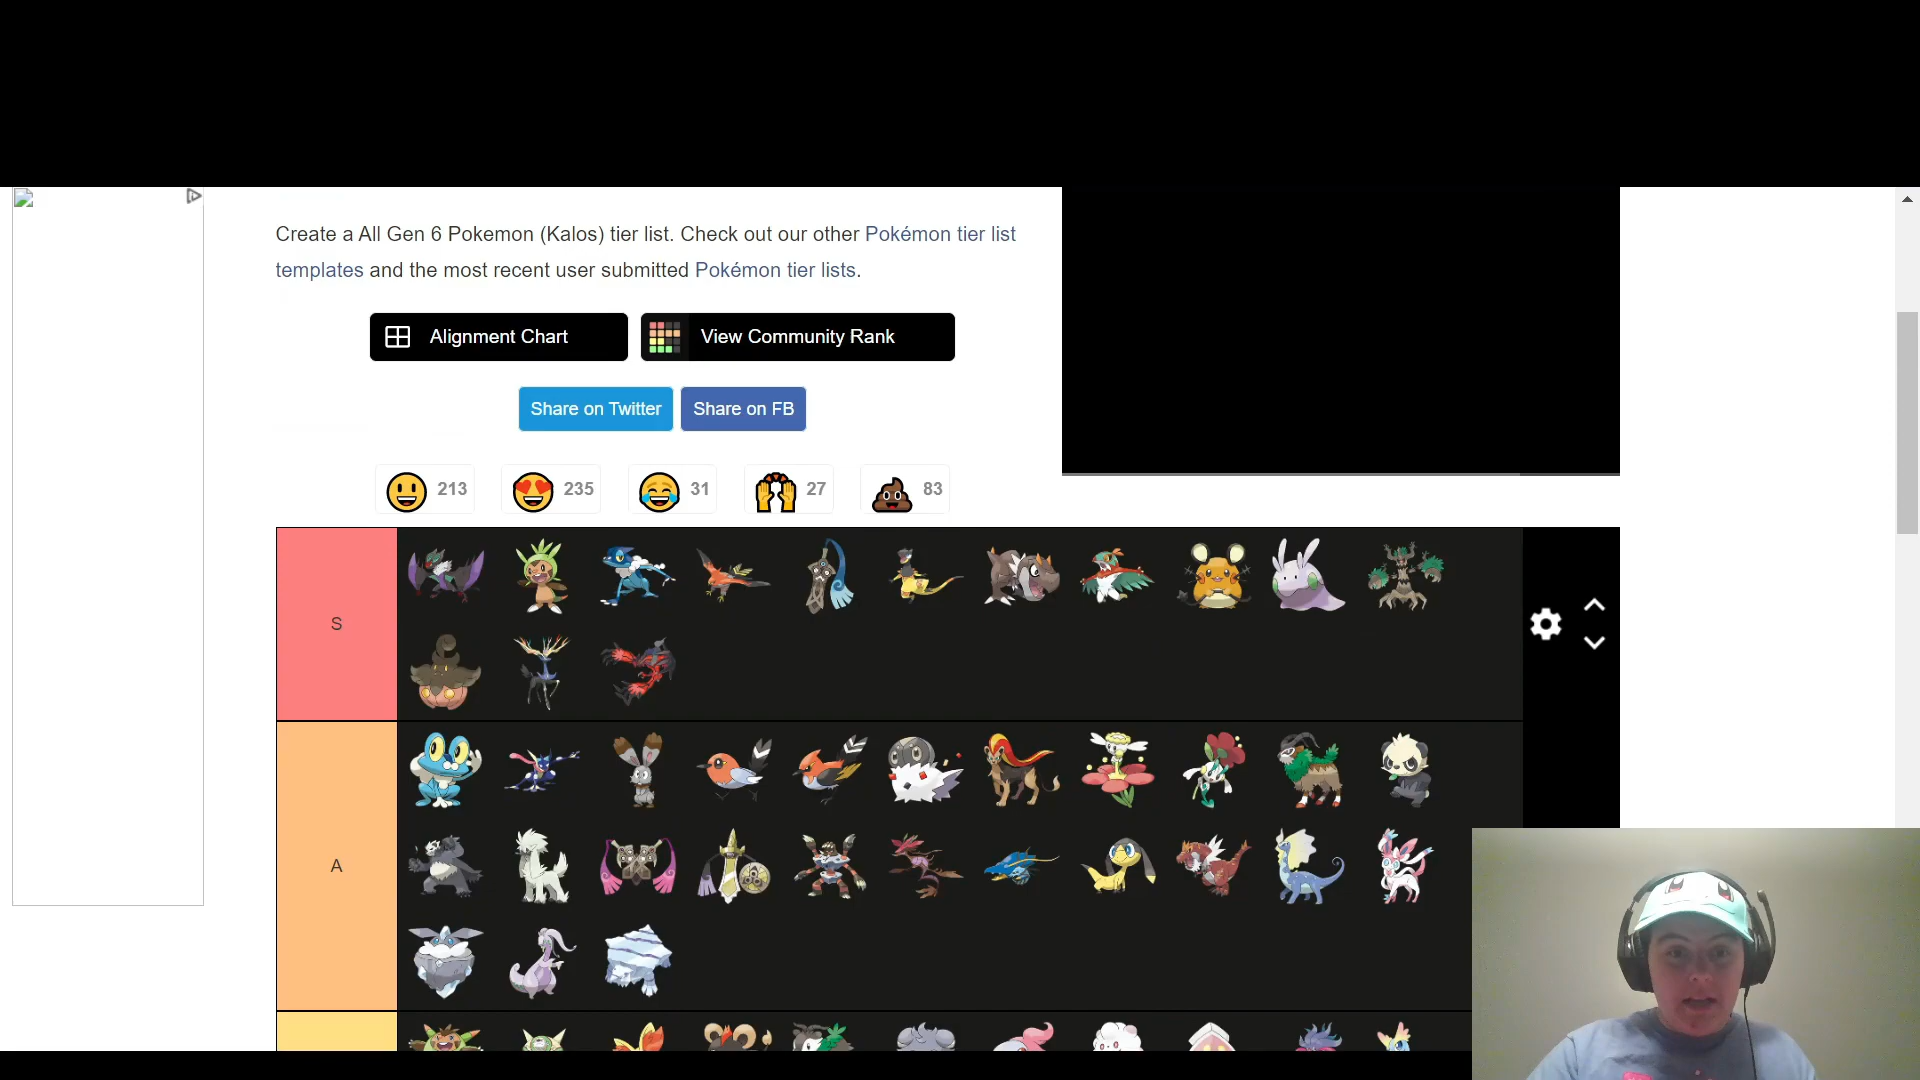 Create a All Gen 6 Pokemon (Kalos) tier list. Check out our other Pokémon tier list
templates and the most recent user submitted Pokémon tier lists.
Alignment Chart
View Community Rank
Share on Twitter
Share on FB
213
235
31
27
83
S
A